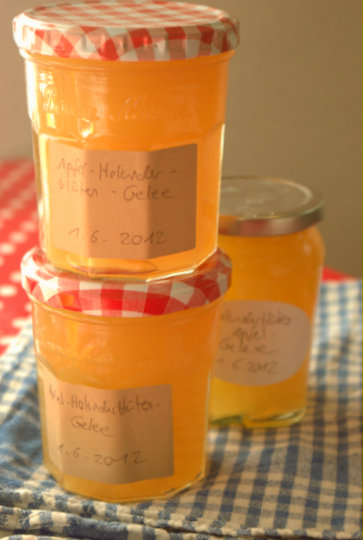 Apfel-Holunder-
blüten-Gelee
1.6.2012
Apfel-Holunderblüten-
Gelee
1.6.2012
Holunderblüten-
Apfel-
Gelee
1.6.2012